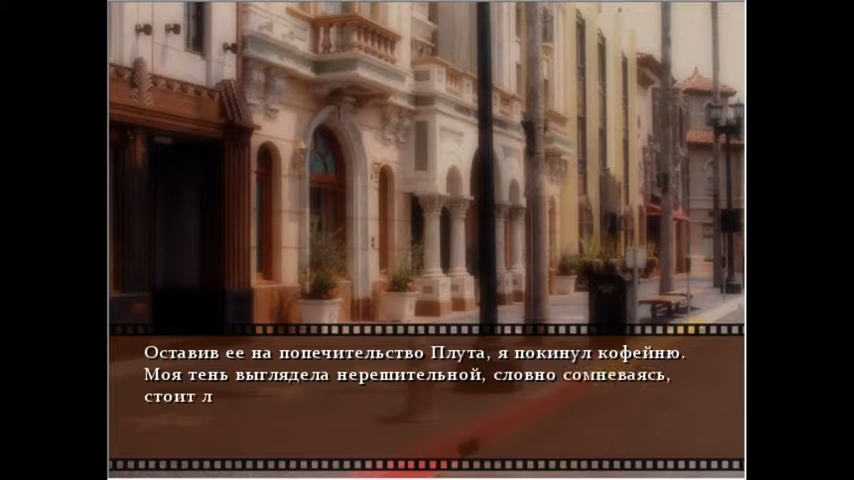 Оставив ее на попечительство Плута, я покинул кофейню.
Моя тень выглядела нерешительной, словно сомневаясь,
стоит л